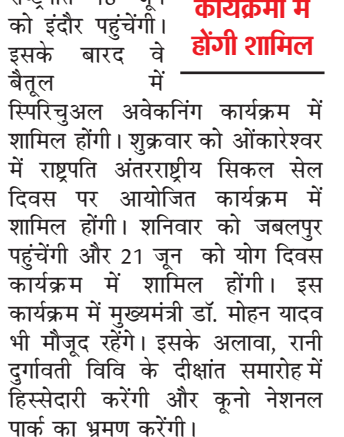 को इंदौर पहुंचेंगी।
इसके बारद वे
बैतूल में
कार्यक्रमों में
होंगी शामिल
स्पिरिचुअल अवेकनिंग कार्यक्रम में
शामिल होंगी। शुक्रवार को ओंकारेश्वर
में राष्ट्रपति अंतरराष्ट्रीय सिकल सेल
दिवस पर आयोजित कार्यक्रम में
शामिल होंगी। शनिवार को जबलपुर
पहुंचेंगी और 21 जून को योग दिवस
कार्यक्रम में शामिल होंगी। इस
कार्यक्रम में मुख्यमंत्री डॉ. मोहन यादव
भी मौजूद रहेंगे। इसके अलावा, रानी
दुर्गावती विवि के दीक्षांत समारोह में
हिस्सेदारी करेंगी और कूनो नेशनल
पार्क का भ्रमण करेंगी।